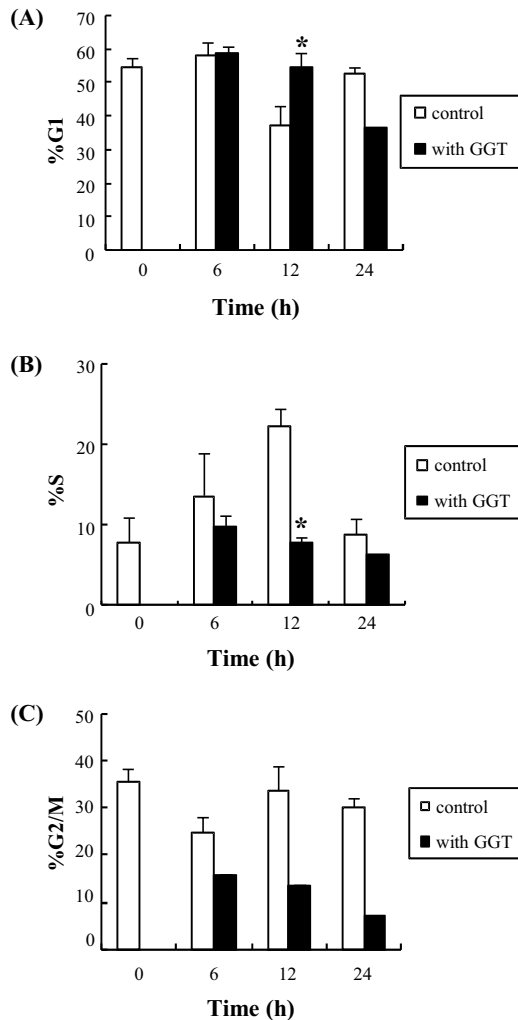 (A)
%G1
70
60
50
40
30
20
10
0
*
0 6 12 24
Time (h)
control
with GGT
(B)
%S
30
20
10
0
*
0 6 12 24
Time (h)
control
with GGT
(C)
%G2/M
50
40
30
20
10
0
0 6 12 24
Time (h)
control
with GGT